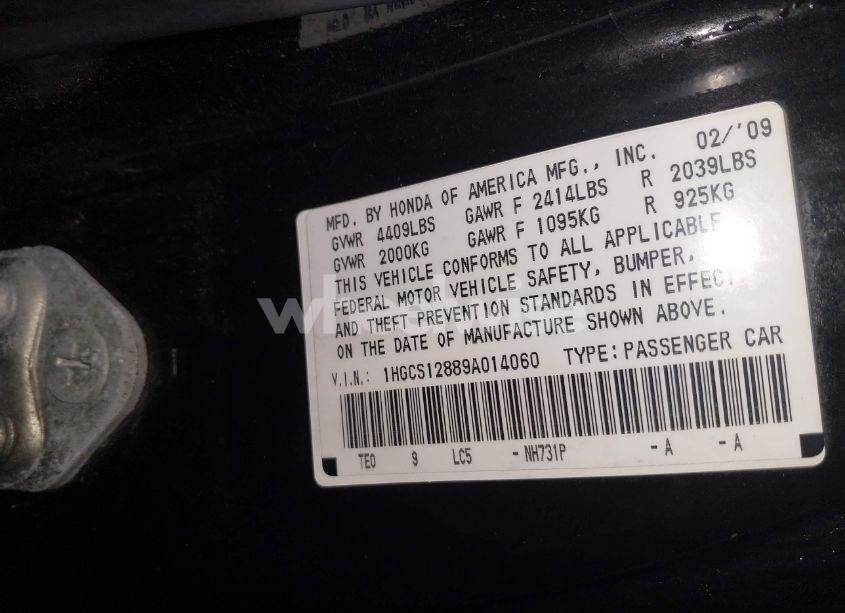 MFD. BY HONDA OF AMERICA MFG., INC. 02/'09
GVWR 4409LBS GAWR F 2414LBS R 2039LBS
GVWR 2000KG GAWR F 1095KG R 925KG
THIS VEHICLE CONFORMS TO ALL APPLICABLE
FEDERAL MOTOR VEHICLE SAFETY, BUMPER,
AND THEFT PREVENTION STANDARDS IN EFFECT
ON THE DATE OF MANUFACTURE SHOWN ABOVE.
V.I.N.: 1HGCS12889A014060 TYPE: PASSENGER CAR
TE0 9 LC5 - NH731P - A - A